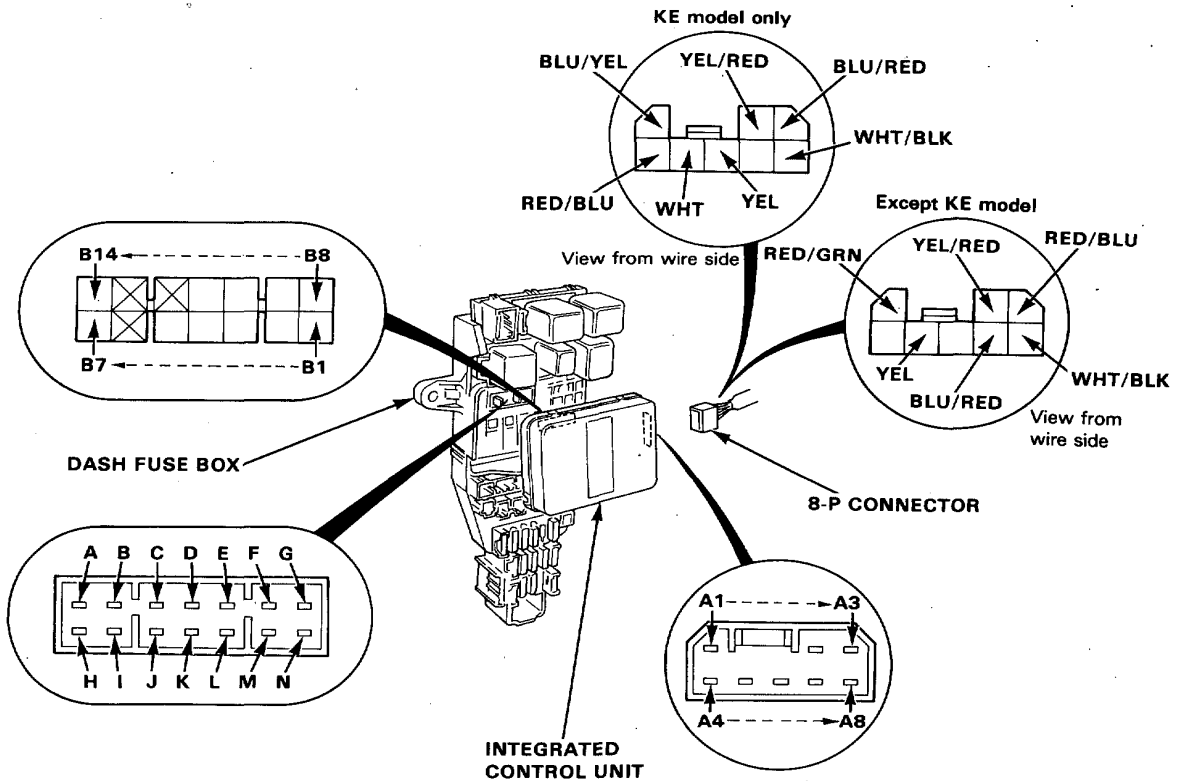 KE model only
BLU/YEL
YEL/RED
BLU/RED
WHT/BLK
RED/BLU
WHT
YEL
View from wire side
Except KE model
RED/GRN
YEL/RED
RED/BLU
YEL
BLU/RED
WHT/BLK
View from
wire side
B14
B8
B7
B1
DASH FUSE BOX
8-P CONNECTOR
A B C D E F G
H I J K L M N
A1
A3
A4
A8
INTEGRATED
CONTROL UNIT